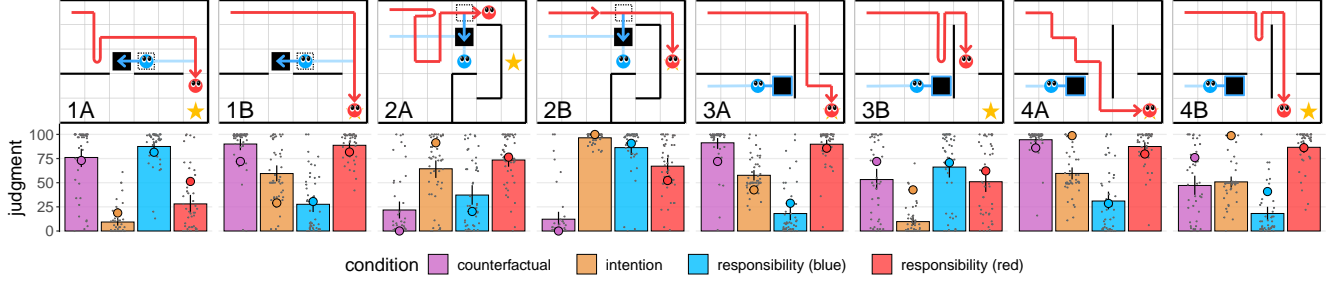 1A 1B 2A 2B 3A 3B 4A 4B
100
75
50
25
0
judgment
condition counterfactual intention responsibility (blue) responsibility (red)